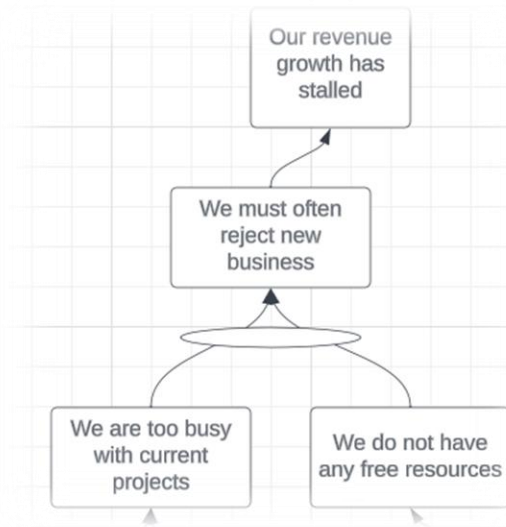 Our revenue
growth has
stalled
We must often
reject new
business
We are too busy
with current
projects
We do not have
any free resources